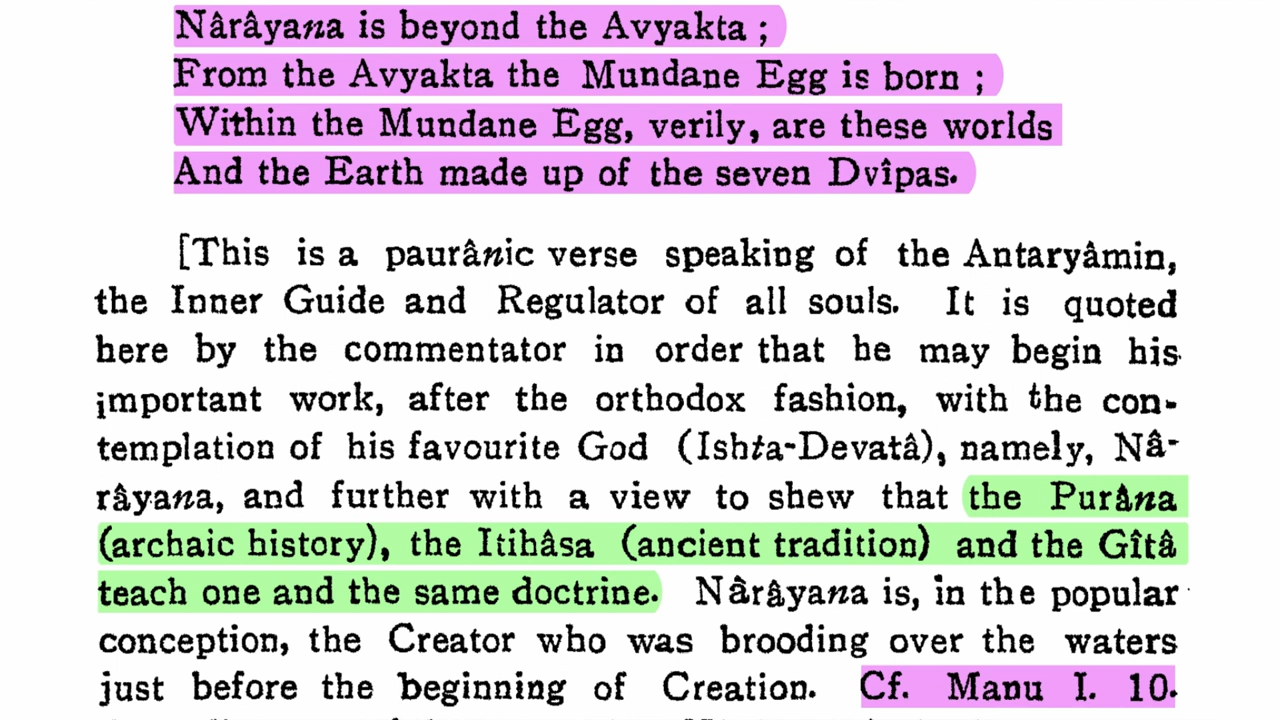 Nârâyana is beyond the Avyakta ;
From the Avyakta the Mundane Egg is born ;
Within the Mundane Egg, verily, are these worlds
And the Earth made up of the seven Dvîpas.
[This is a paurânic verse speaking of the Antaryâmin,
the Inner Guide and Regulator of all souls. It is quoted
here by the commentator in order that he may begin his
important work, after the orthodox fashion, with the con-
templation of his favourite God (Ishta-Devatâ), namely, Nâ-
râyana, and further with a view to shew that the Purâna
(archaic history), the Itihâsa (ancient tradition) and the Gîtâ
teach one and the same doctrine. Nârâyana is, in the popular
conception, the Creator who was brooding over the waters
just before the beginning of Creation. Cf. Manu I. 10.